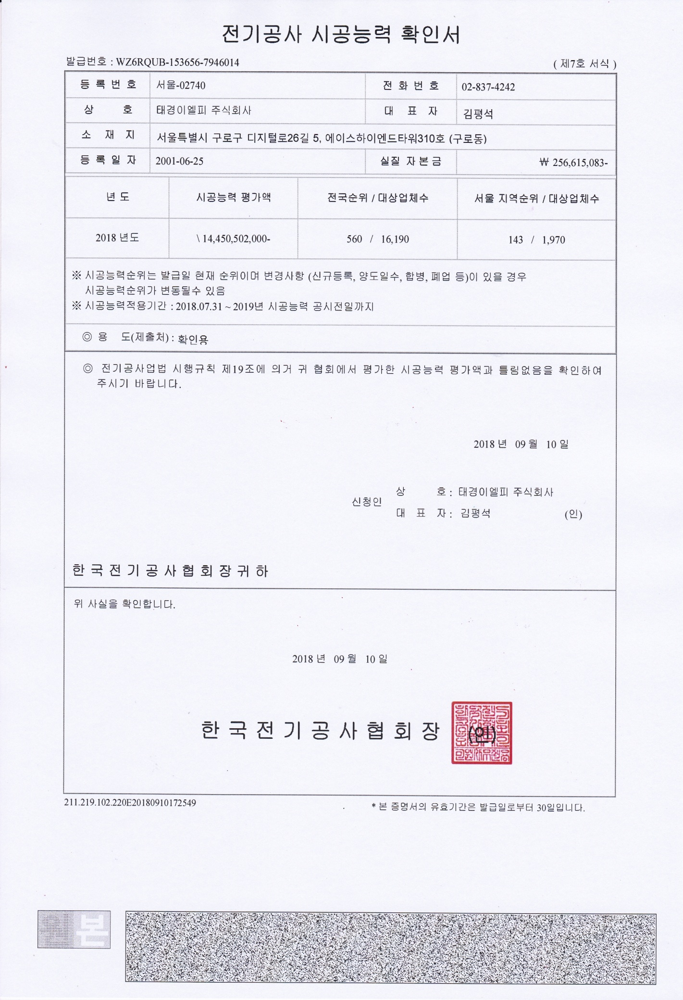 전기공사 시공능력 확인서
발급번호 : WZ6RQUB-153656-7946014
( 제7호 서식 )
등 록 번 호 서울-02740 전 화 번 호 02-837-4242
상 호 태경이엘피 주식회사 대 표 자 김평석
소 재 지 서울특별시 구로구 디지털로26길 5, 에이스하이엔드타워310호 (구로동)
등 록 일 자 2001-06-25 실질 자본금 ₩ 256,615,083-
년 도 시공능력 평가액 전국순위 / 대상업체수 서울 지역순위 / 대상업체수
2018 년도 \ 14,450,502,000- 560 / 16,190 143 / 1,970
※ 시공능력순위는 발급일 현재 순위이며 변경사항 (신규등록, 양도일수, 합병, 폐업 등)이 있을 경우
시공능력순위가 변동될수 있음
※ 시공능력적용기간 : 2018.07.31 ~ 2019년 시공능력 공시전일까지
◎ 용 도(제출처) : 확인용
◎ 전기공사업법 시행규칙 제19조에 의거 귀 협회에서 평가한 시공능력 평가액과 틀림없음을 확인하여
주시기 바랍니다.
2018 년 09 월 10 일
상 호 : 태경이엘피 주식회사
신청인
대 표 자 : 김평석 (인)
한 국 전 기 공 사 협 회 장 귀 하
위 사실을 확인합니다.
2018 년 09 월 10 일
한 국 전 기 공 사 협 회 장 (인)
211.219.102.220E20180910172549
* 본 증명서의 유효기간은 발급일로부터 30일입니다.
본